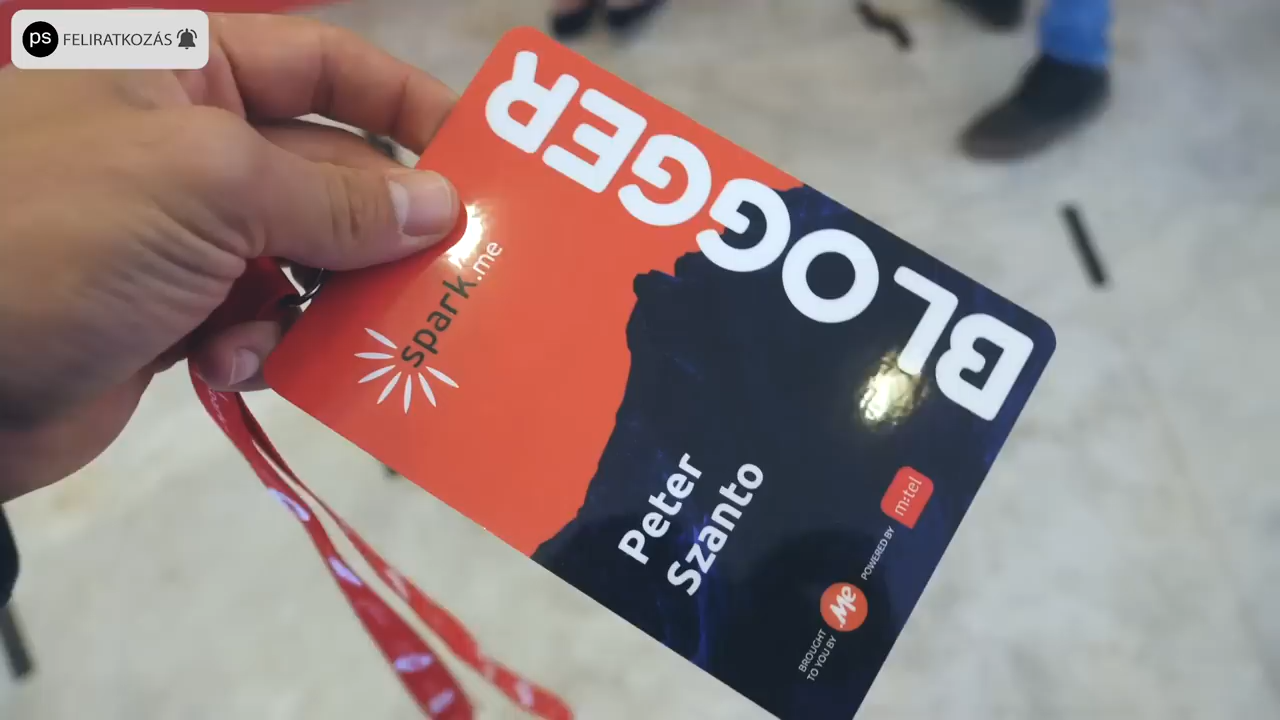 ps FELIRATKOZÁS
BLOGGER
spark.me
Peter
Szanto
BROUGHT
TO YOU BY
.Me
POWERED BY
m:tel